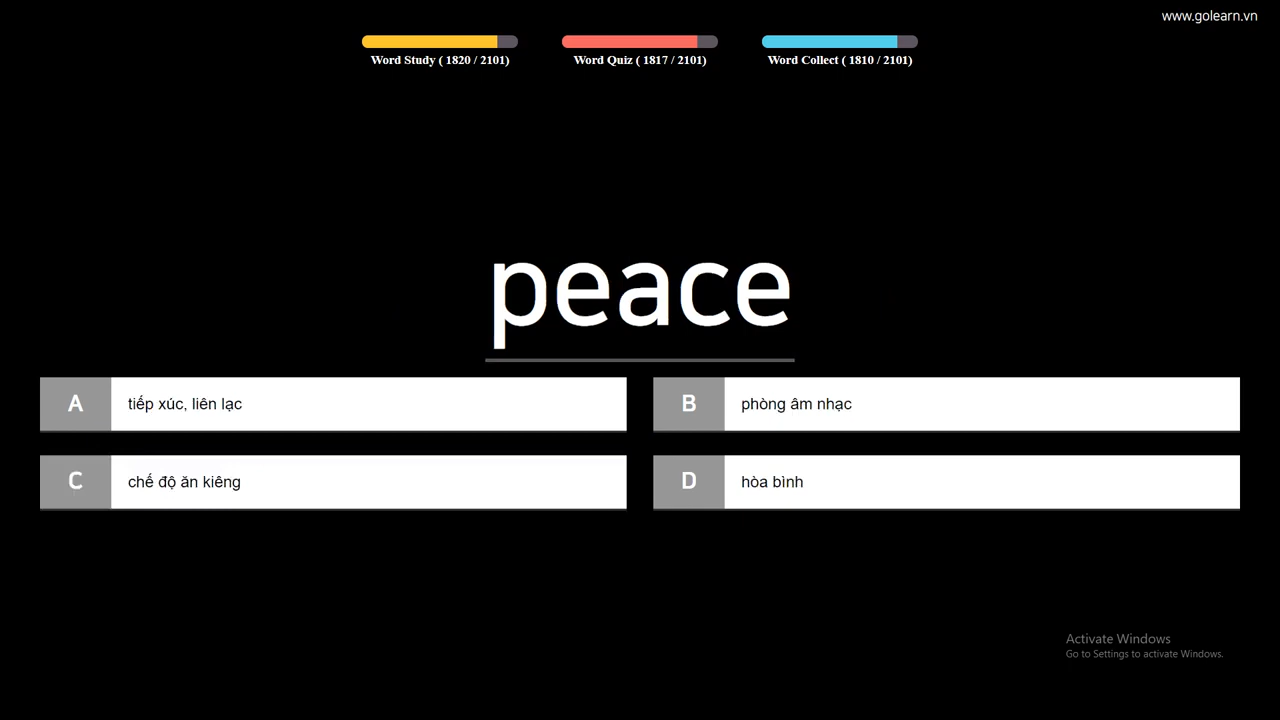 www.golearn.vn
Word Study ( 1820 / 2101)
Word Quiz ( 1817 / 2101)
Word Collect ( 1810 / 2101)
peace
A tiếp xúc, liên lạc
B phòng âm nhạc
C chế độ ăn kiêng
D hòa bình
Activate Windows
Go to Settings to activate Windows.